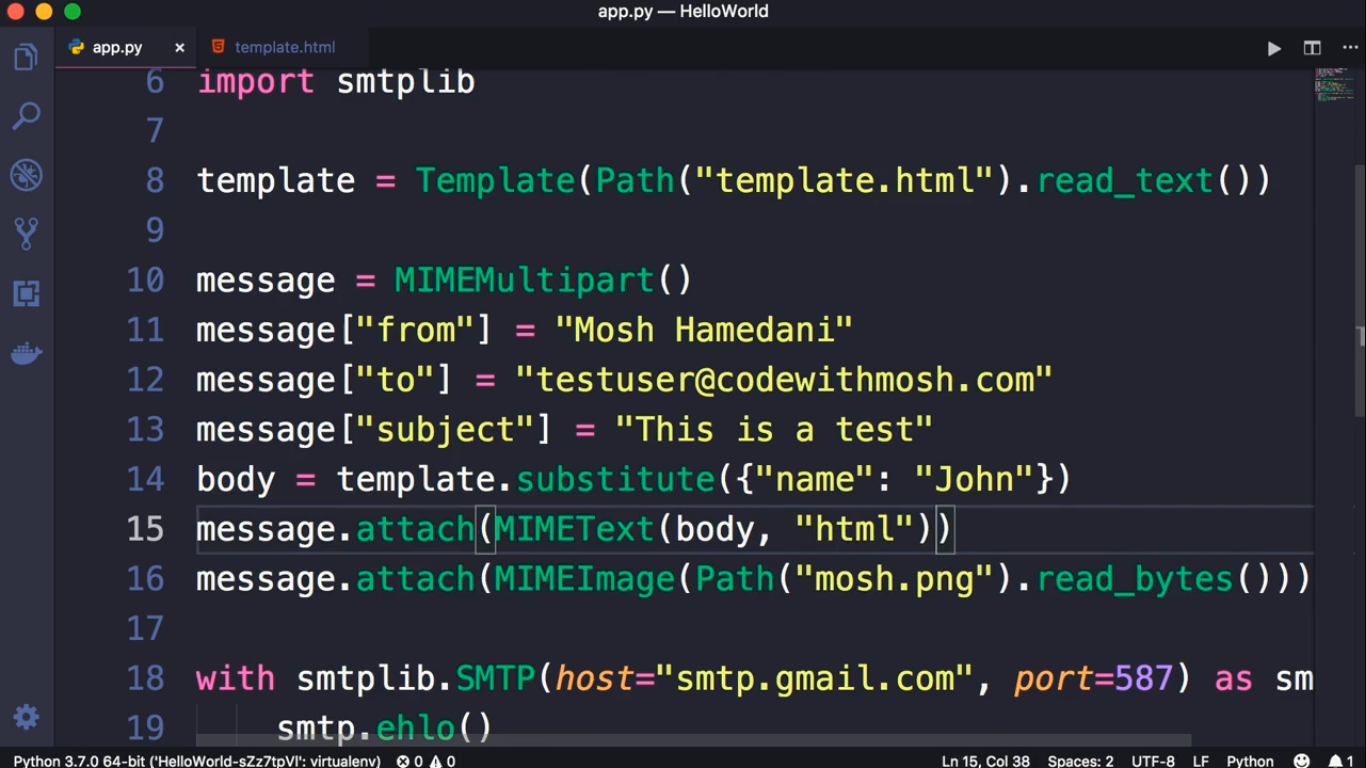 app.py — HelloWorld
app.py × template.html
6 import smtplib
7
8 template = Template(Path("template.html").read_text())
9
10 message = MIMEMultipart()
11 message["from"] = "Mosh Hamedani"
12 message["to"] = "testuser@codewithmosh.com"
13 message["subject"] = "This is a test"
14 body = template.substitute({"name": "John"})
15 message.attach(MIMEText(body, "html"))
16 message.attach(MIMEImage(Path("mosh.png").read_bytes()))
17
18 with smtplib.SMTP(host="smtp.gmail.com", port=587) as sm
19 smtp.ehlo()
Python 3.7.0 64-bit ('HelloWorld-sZz7tpVI': virtualenv) 0 0 Ln 15, Col 38 Spaces: 2 UTF-8 LF Python 1